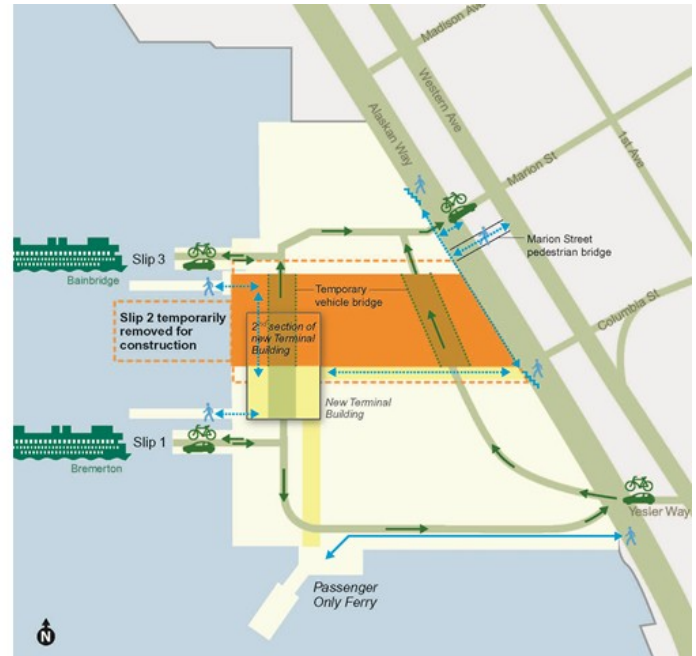 Madison Ave
Western Ave
Alaskan Way
1st Ave
Marion St
Slip 3
Bainbridge
Marion Street
pedestrian bridge
Temporary
vehicle bridge
Columbia St
Slip 2 temporarily
removed for
construction
2nd section of
new Terminal
Building
New Terminal
Building
Slip 1
Bremerton
Yesler Way
Passenger
Only Ferry
N